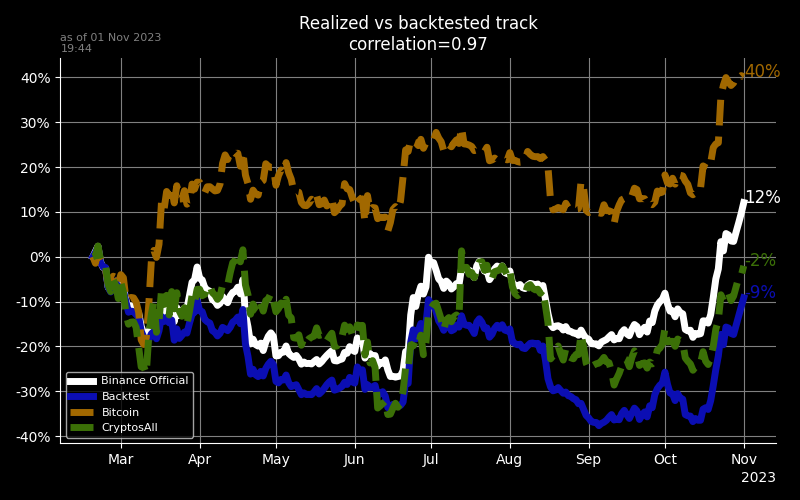 Realized vs backtested track
correlation=0.97
as of 01 Nov 2023
19:44
40%
30%
20%
10%
0%
-10%
-20%
-30%
-40%
40%
12%
-2%
-9%
Binance Official
Backtest
Bitcoin
CryptosAll
Mar Apr May Jun Jul Aug Sep Oct Nov
2023